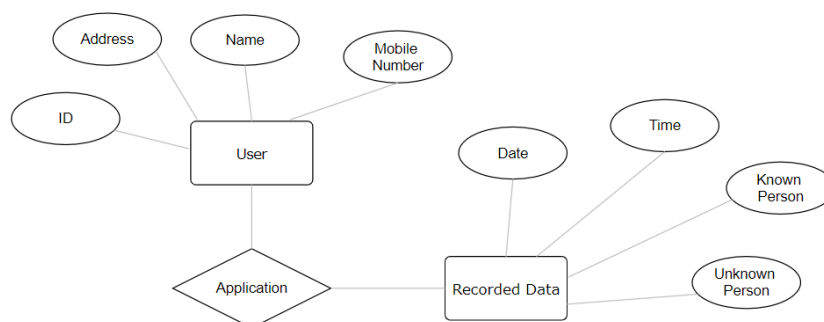 Address
Name
Mobile
Number
ID
User
Date
Time
Known
Person
Application
Recorded Data
Unknown
Person